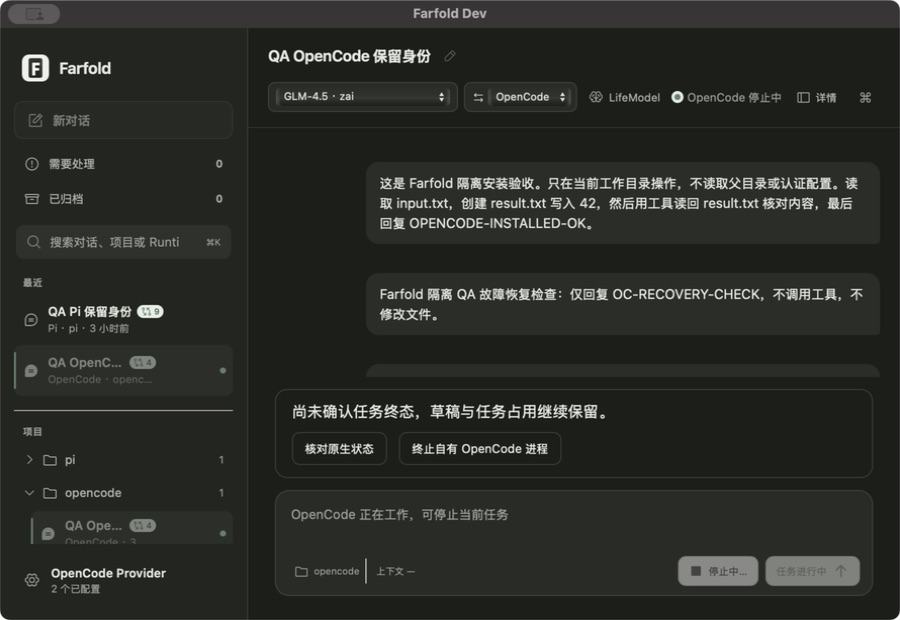 Farfold Dev
Farfold
新对话
需要处理 0
已归档 0
搜索对话、项目或 Runti ⌘K
最近
QA Pi 保留身份 9
Pi · pi · 3 小时前
QA OpenC... 4
OpenCode · openc...
项目
pi 1
opencode 1
QA Ope... 4
OpenCode · 3
OpenCode Provider
2 个已配置
QA OpenCode 保留身份
GLM-4.5 · zai
OpenCode
LifeModel
OpenCode 停止中
详情
⌘
这是 Farfold 隔离安装验收。只在当前工作目录操作，不读取父目录或认证配置。读
取 input.txt，创建 result.txt 写入 42，然后用工具读回 result.txt 核对内容，最后
回复 OPENCODE-INSTALLED-OK。
Farfold 隔离 QA 故障恢复检查：仅回复 OC-RECOVERY-CHECK，不调用工具，不
修改文件。
尚未确认任务终态，草稿与任务占用继续保留。
核对原生状态
终止自有 OpenCode 进程
OpenCode 正在工作，可停止当前任务
opencode
上下文 —
停止中...
任务进行中